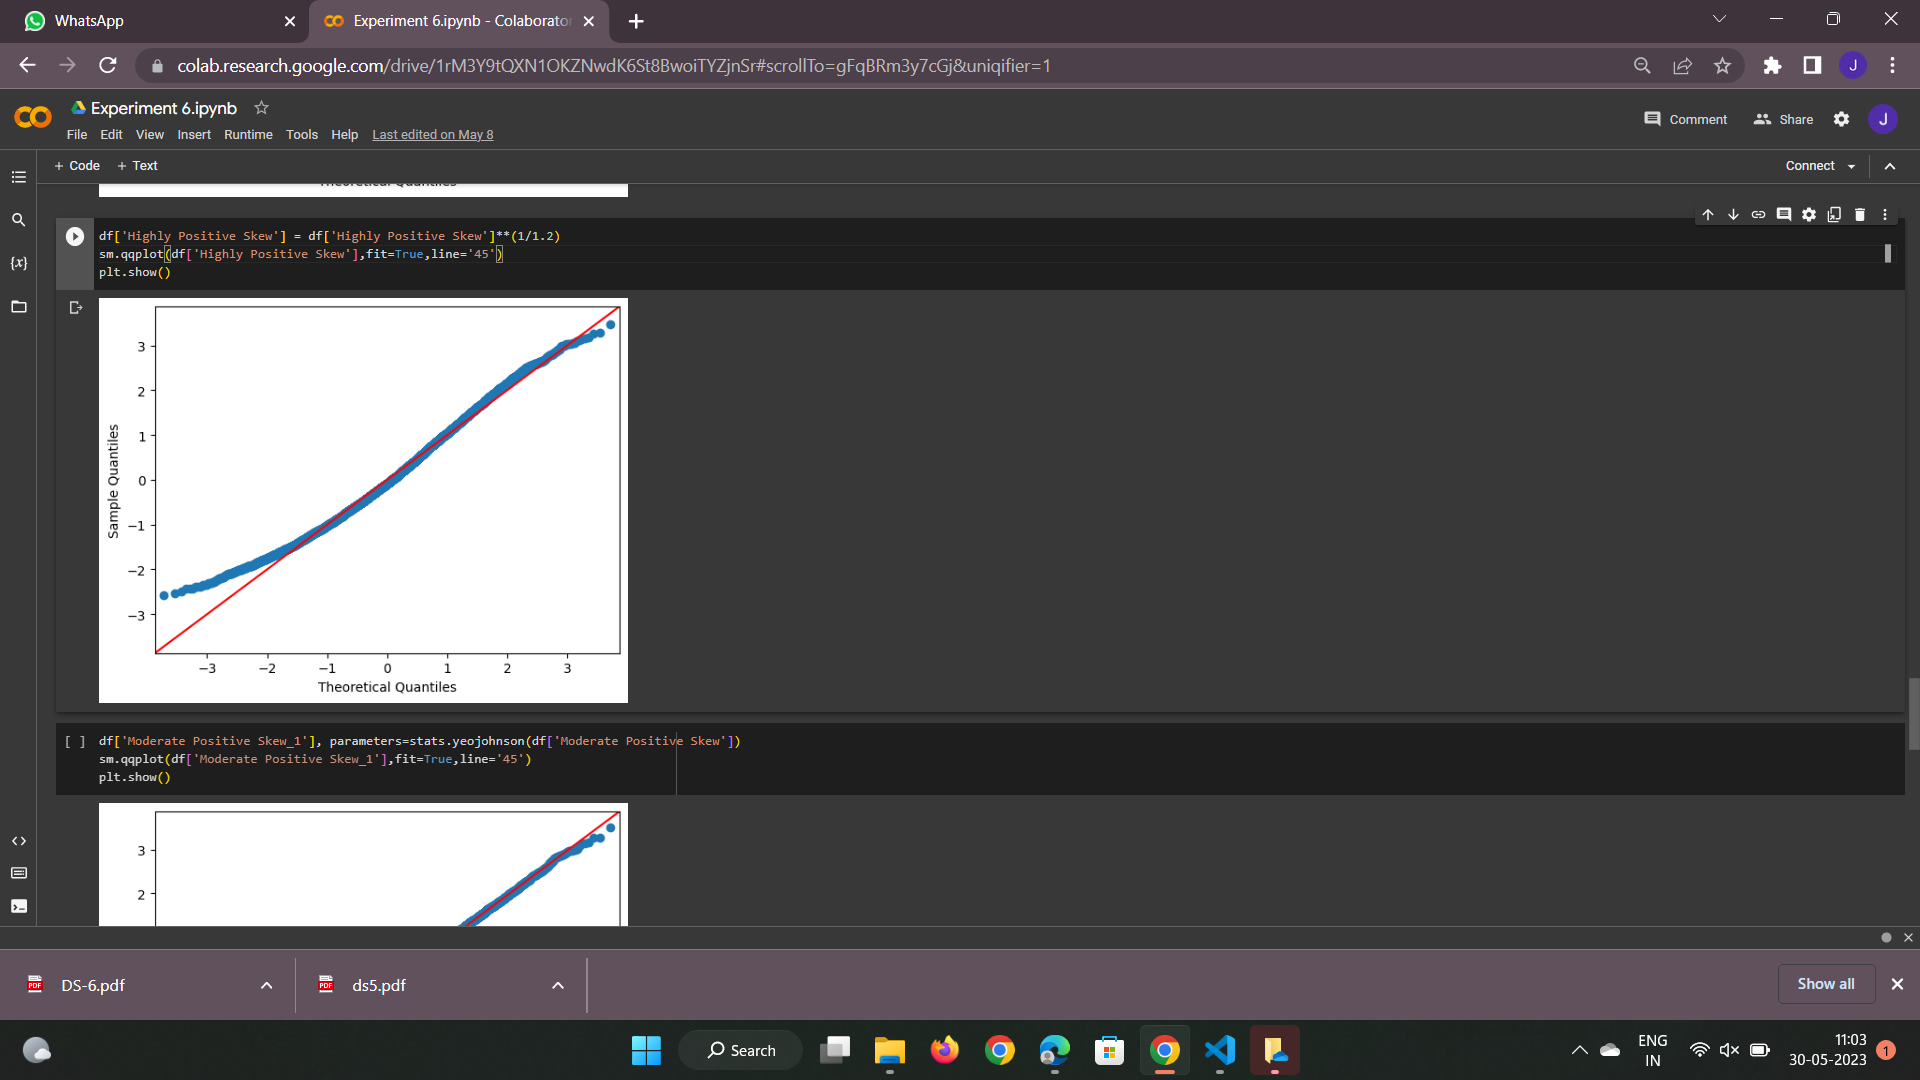 WhatsApp
Experiment 6.ipynb - Colaborator
colab.research.google.com/drive/1rM3Y9tQXN1OKZNwdK6St8BwoiTYZjnSr#scrollTo=gFqBRm3y7cGj&uniqifier=1
J
Experiment 6.ipynb
File Edit View Insert Runtime Tools Help Last edited on May 8
Comment Share J
+ Code + Text
Connect
Theoretical Quantiles
df['Highly Positive Skew'] = df['Highly Positive Skew']**(1/1.2)
sm.qqplot(df['Highly Positive Skew'],fit=True,line='45')
plt.show()
{x}
3
2
1
0
−1
−2
−3
Sample Quantiles
−3 −2 −1 0 1 2 3
Theoretical Quantiles
[ ] df['Moderate Positive Skew_1'], parameters=stats.yeojohnson(df['Moderate Positive Skew'])
sm.qqplot(df['Moderate Positive Skew_1'],fit=True,line='45')
plt.show()
3
2
PDF DS-6.pdf
PDF ds5.pdf
Show all
Search
ENG
IN
11:03
30-05-2023
1